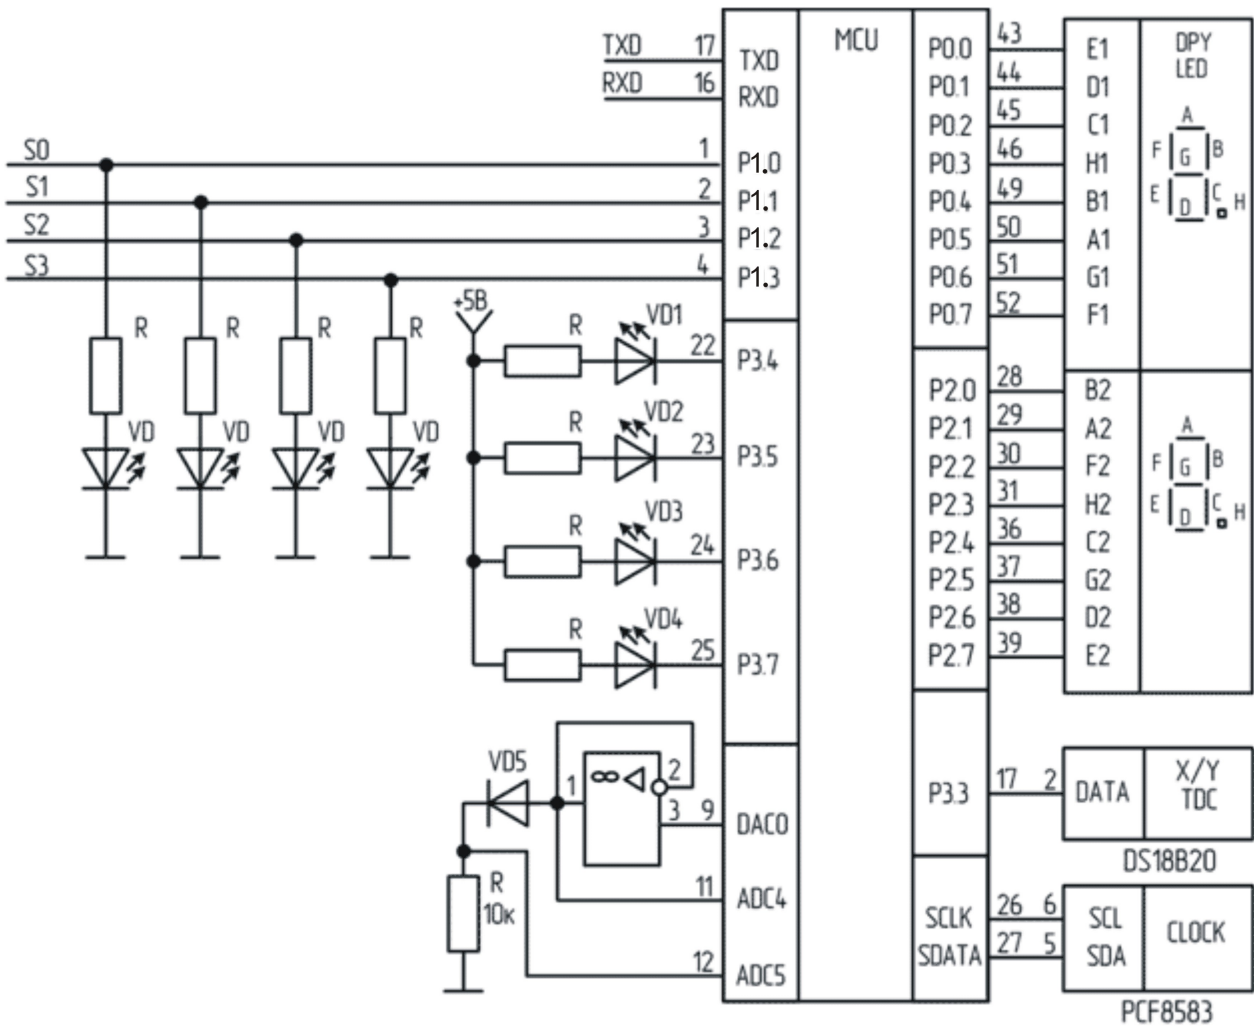 TXD 17 TXD
RXD 16 RXD
MCU
S0 1 P1.0
S1 2 P1.1
S2 3 P1.2
S3 4 P1.3
R R R R
VD VD VD VD
+5В
R VD1 22 P3.4
R VD2 23 P3.5
R VD3 24 P3.6
R VD4 25 P3.7
VD5 1 ∞ 2
3 9 DAC0
11 ADC4
R
10к
12 ADC5
P0.0 43 E1
P0.1 44 D1
P0.2 45 C1
P0.3 46 H1
P0.4 49 B1
P0.5 50 A1
P0.6 51 G1
P0.7 52 F1
DPY
LED
A
F G B
E D C H
P2.0 28 B2
P2.1 29 A2
P2.2 30 F2
P2.3 31 H2
P2.4 36 C2
P2.5 37 G2
P2.6 38 D2
P2.7 39 E2
A
F G B
E D C H
P3.3 17 2 DATA
X/Y
TDC
DS18B20
SCLK 26 6 SCL
SDATA 27 5 SDA
CLOCK
PCF8583